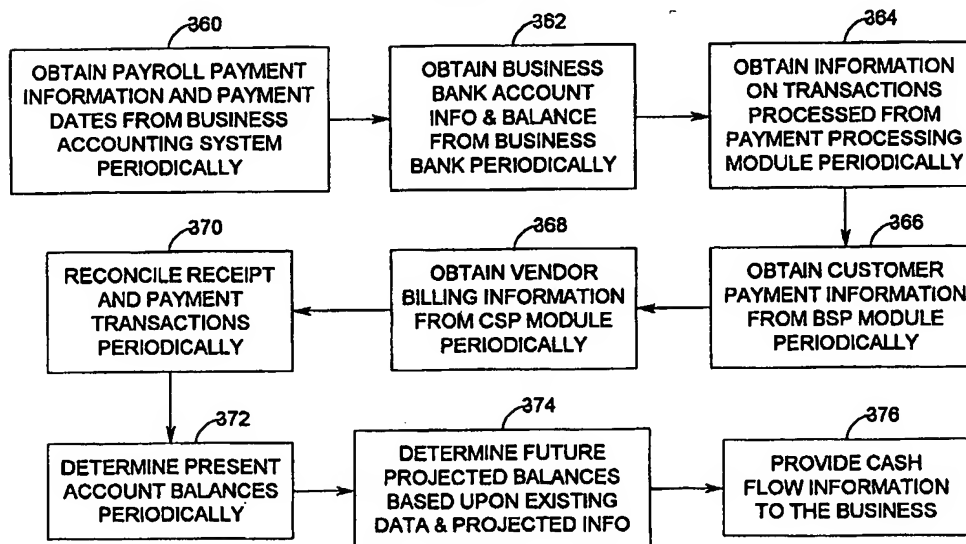 360
OBTAIN PAYROLL PAYMENT
INFORMATION AND PAYMENT
DATES FROM BUSINESS
ACCOUNTING SYSTEM
PERIODICALLY
362
OBTAIN BUSINESS
BANK ACCOUNT
INFO & BALANCE
FROM BUSINESS
BANK PERIODICALLY
364
OBTAIN INFORMATION
ON TRANSACTIONS
PROCESSED FROM
PAYMENT PROCESSING
MODULE PERIODICALLY
366
OBTAIN CUSTOMER
PAYMENT INFORMATION
FROM BSP MODULE
PERIODICALLY
368
OBTAIN VENDOR
BILLING INFORMATION
FROM CSP MODULE
PERIODICALLY
370
RECONCILE RECEIPT
AND PAYMENT
TRANSACTIONS
PERIODICALLY
372
DETERMINE PRESENT
ACCOUNT BALANCES
PERIODICALLY
374
DETERMINE FUTURE
PROJECTED BALANCES
BASED UPON EXISTING
DATA & PROJECTED INFO
376
PROVIDE CASH
FLOW INFORMATION
TO THE BUSINESS